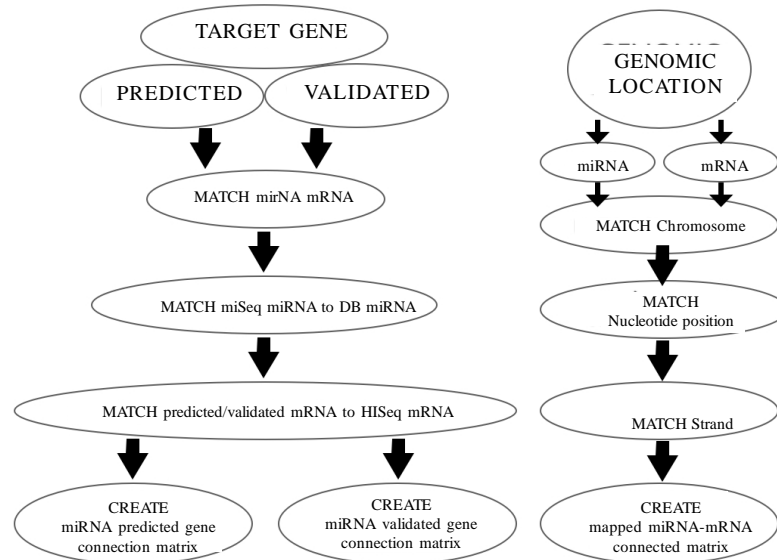 TARGET GENE
PREDICTED
VALIDATED
MATCH mirNA mRNA
MATCH miSeq miRNA to DB miRNA
MATCH predicted/validated mRNA to HISeq mRNA
CREATE
miRNA predicted gene
connection matrix
CREATE
miRNA validated gene
connection matrix
GENOMIC
LOCATION
miRNA
mRNA
MATCH Chromosome
MATCH
Nucleotide position
MATCH Strand
CREATE
mapped miRNA-mRNA
connected matrix